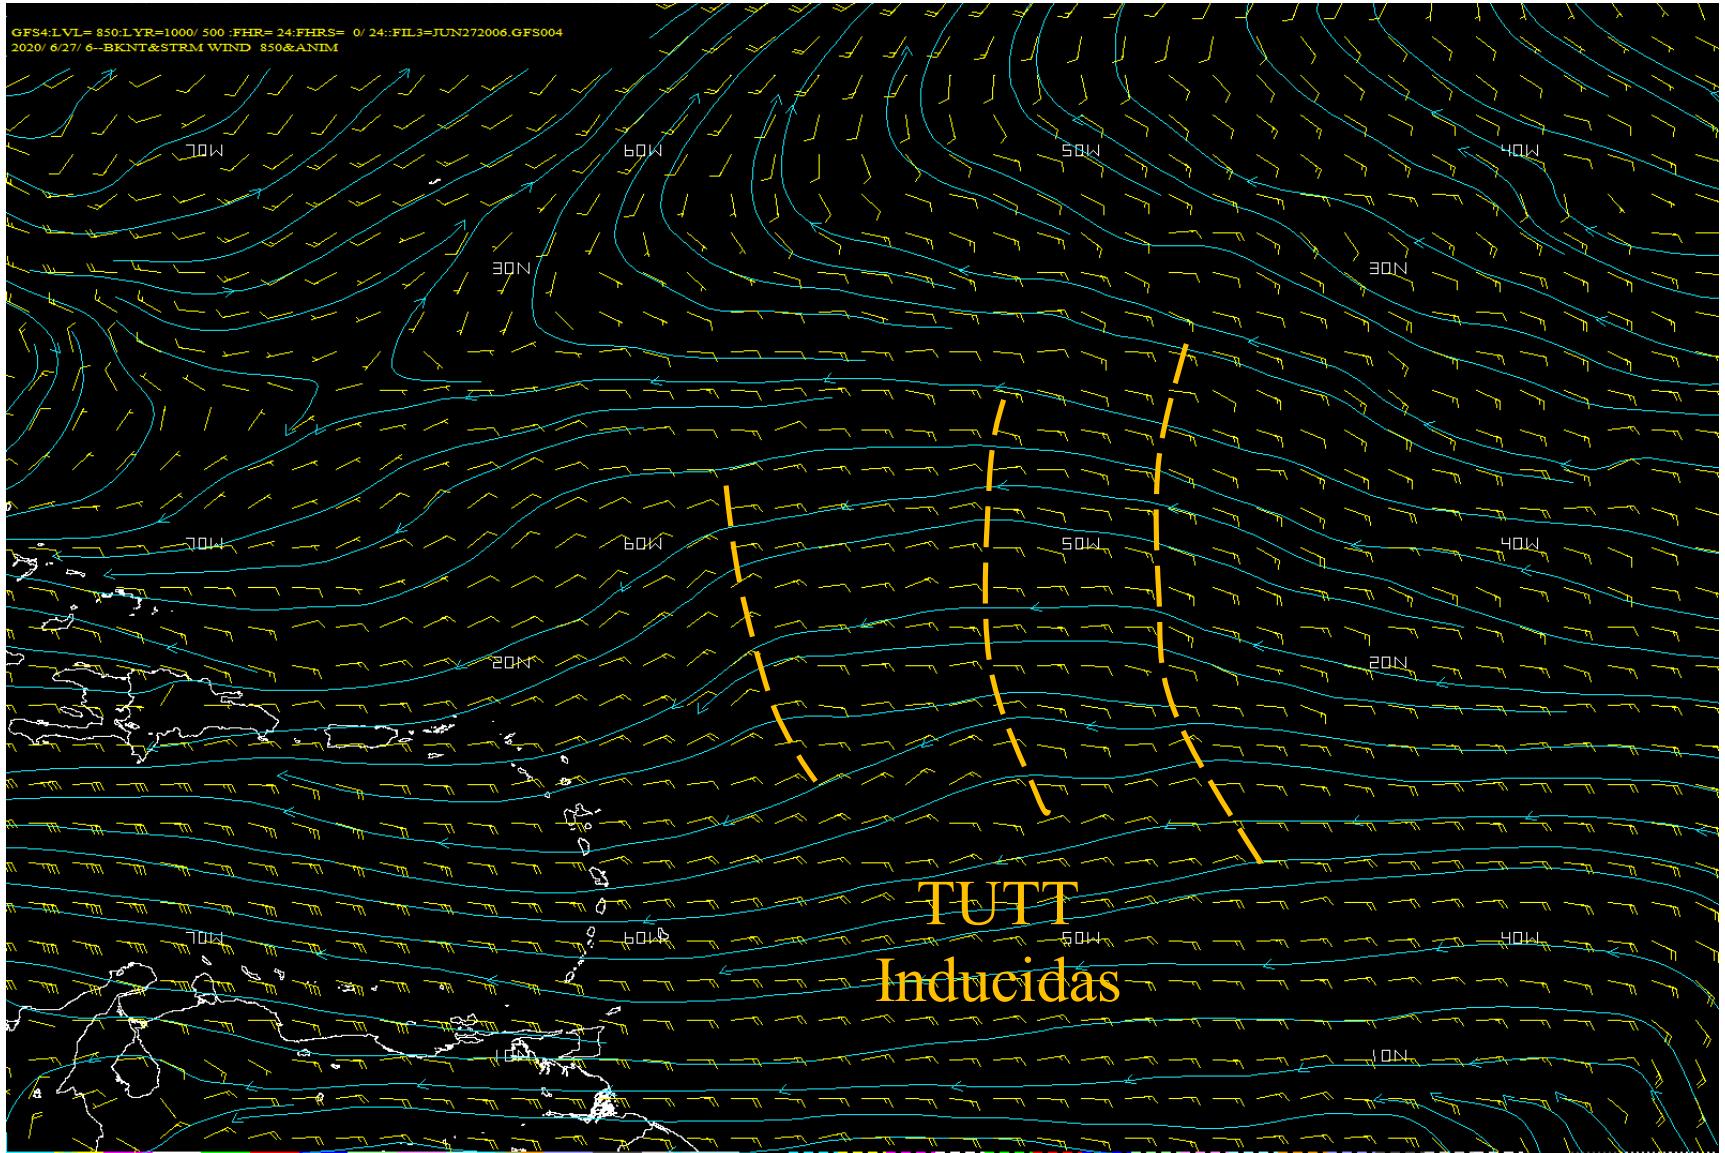 GFS4:LVL= 850:LYR=1000/ 500 :FHR= 24:FHRS=  0/ 24::FIL3=JUN272006.GFS004
2020/ 6/27/ 6--BKNT&STRM WIND  850&ANIM
70W 60W 50W 40W
30N 30N
70W 60W 50W 40W
20N 20N
TUTT
70W 60W 50W 40W
Inducidas
10N 10N